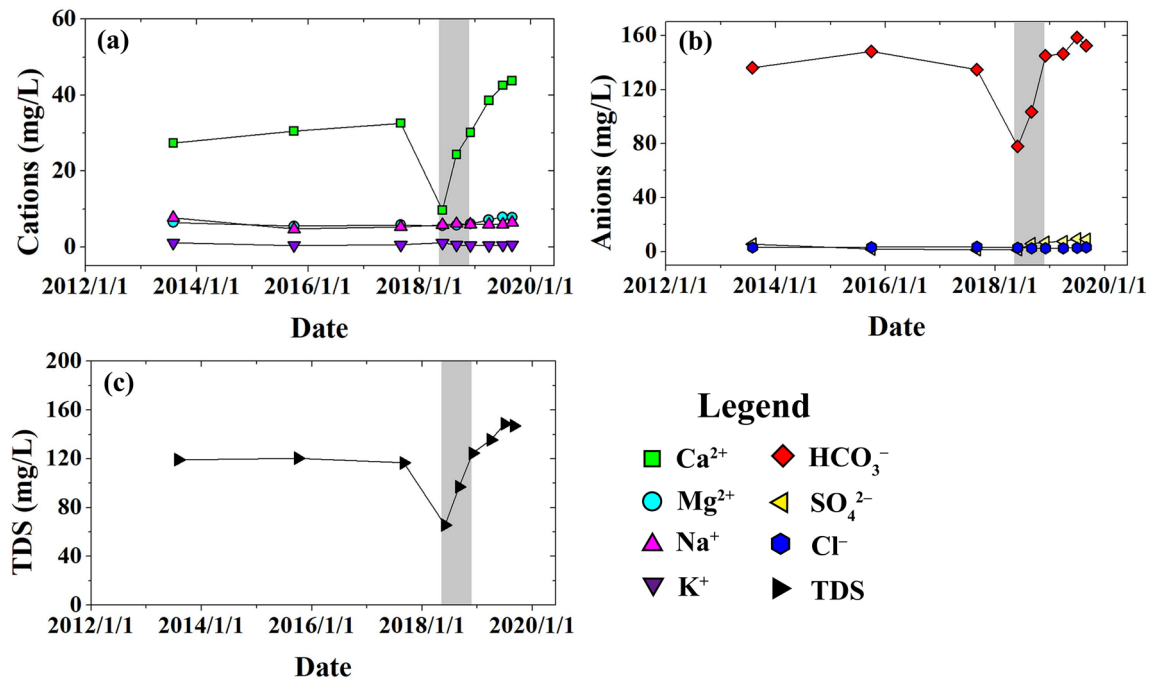 (a)
Cations (mg/L)
60
40
20
0
2012/1/1 2014/1/1 2016/1/1 2018/1/1 2020/1/1
Date
(b)
Anions (mg/L)
160
120
80
40
0
2012/1/1 2014/1/1 2016/1/1 2018/1/1 2020/1/1
Date
(c)
TDS (mg/L)
200
160
120
80
40
0
2012/1/1 2014/1/1 2016/1/1 2018/1/1 2020/1/1
Date
Legend
Ca²⁺ HCO₃⁻
Mg²⁺ SO₄²⁻
Na⁺ Cl⁻
K⁺ TDS